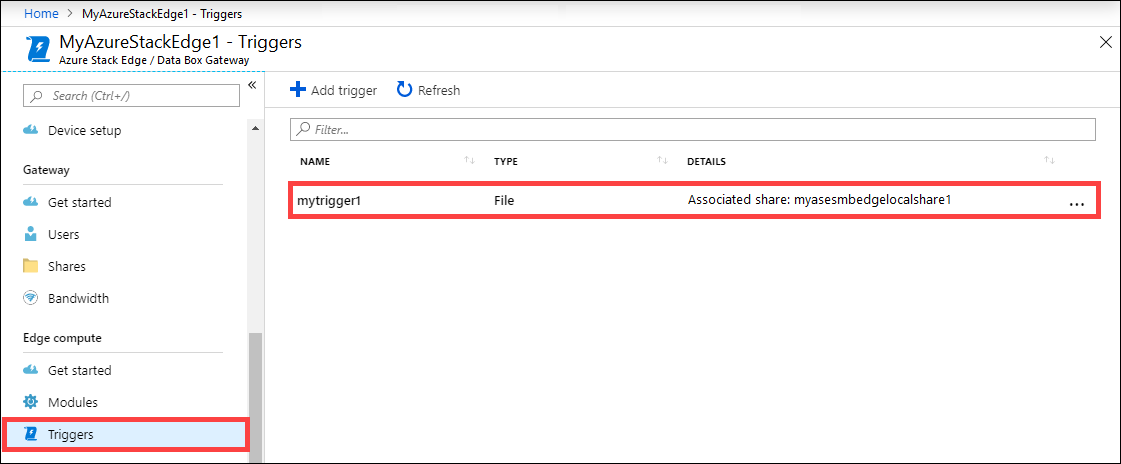 Home > MyAzureStackEdge1 - Triggers
MyAzureStackEdge1 - Triggers
Azure Stack Edge / Data Box Gateway
Search (Ctrl+/)
Device setup
Gateway
Get started
Users
Shares
Bandwidth
Edge compute
Get started
Modules
Triggers
Add trigger Refresh
Filter...
NAME TYPE DETAILS
mytrigger1 File Associated share: myasesmbedgelocalshare1 ...